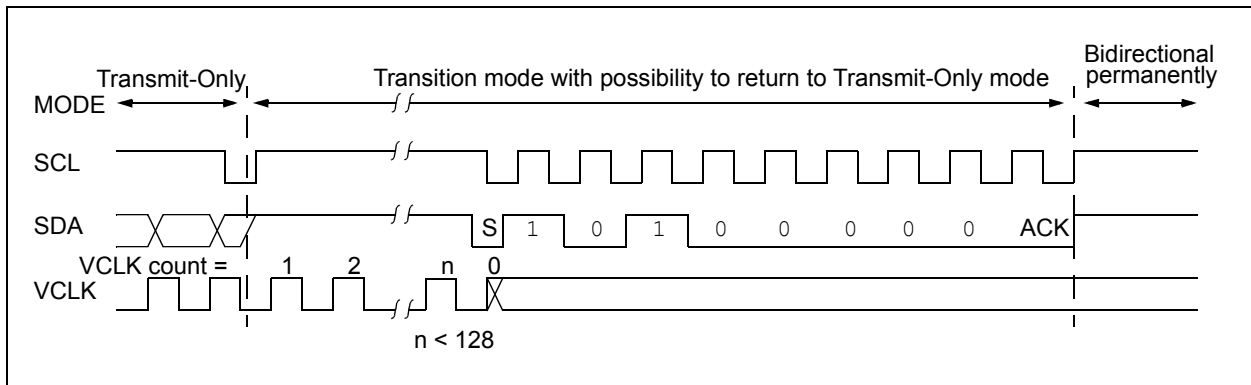 Transmit-Only
Transition mode with possibility to return to Transmit-Only mode
Bidirectional
permanently
MODE
SCL
SDA S 1 0 1 0 0 0 0 0 ACK
VCLK count = 1 2 n 0
VCLK
n < 128